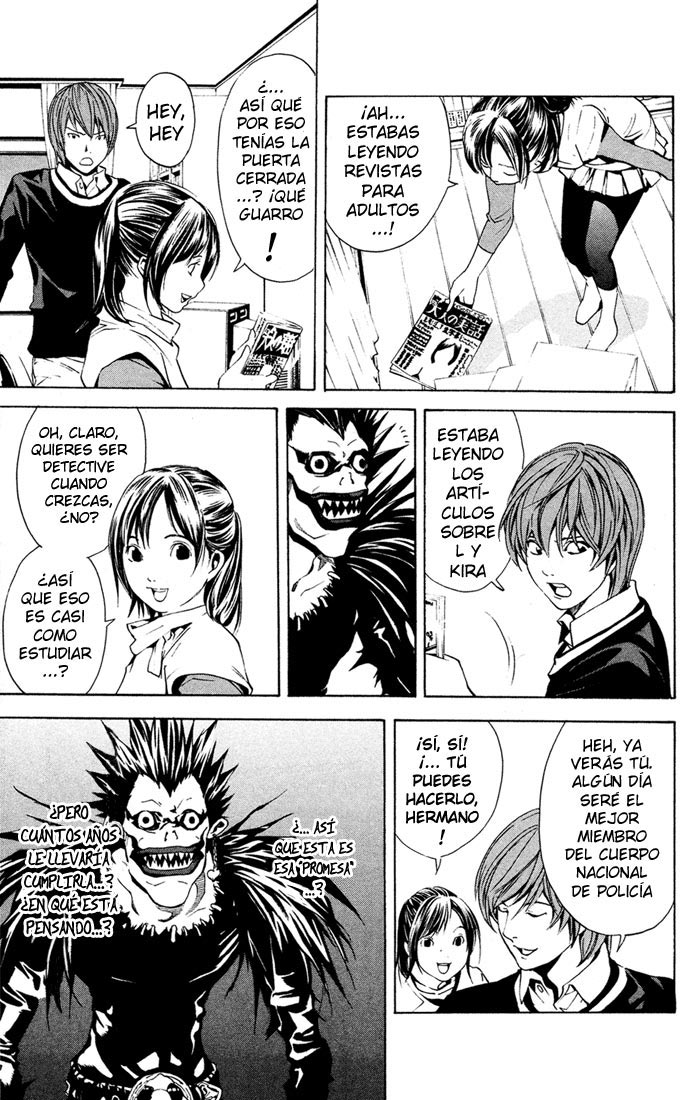 ¡AH...
ESTABAS
LEYENDO
REVISTAS
PARA
ADULTOS
...!
¿...
ASÍ QUE
POR ESO
TENÍAS LA
PUERTA
CERRADA
...? ¡QUÉ
GUARRO
!
HEY,
HEY
ESTABA
LEYENDO
LOS
ARTÍ-
CULOS
SOBRE
L Y
KIRA
OH, CLARO,
QUIERES SER
DETECTIVE
CUANDO
CREZCAS,
¿NO?
¿ASÍ
QUE ESO
ES CASI
COMO
ESTUDIAR
...?
HEH, YA
VERÁS TÚ.
ALGÚN DÍA
SERÉ EL
MEJOR
MIEMBRO
DEL CUERPO
NACIONAL
DE POLICÍA
¡SÍ, SÍ!
¡... TÚ
PUEDES
HACERLO,
HERMANO
!
¿... ASÍ
QUE ESTA ES
ESA "PROMESA"
...?
¿PERO
CUÁNTOS AÑOS
LE LLEVARÍA
CUMPLIRLA...?
¿EN QUÉ ESTÁ
PENSANDO...?